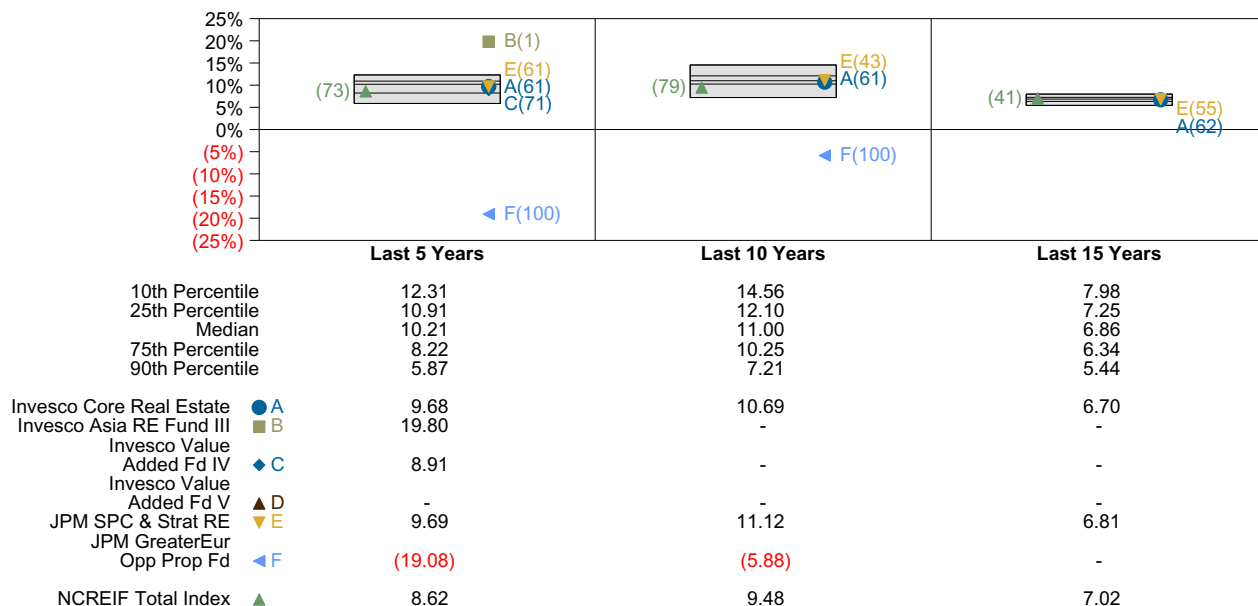 25%
20%
15%
10%
5%
0%
(5%)
(10%)
(15%)
(20%)
(25%)
(73)
B(1)
E(61)
A(61)
C(71)
F(100)
(79)
E(43)
A(61)
F(100)
(41)
E(55)
A(62)
Last 5 Years Last 10 Years Last 15 Years
10th Percentile 12.31 14.56 7.98
25th Percentile 10.91 12.10 7.25
Median 10.21 11.00 6.86
75th Percentile 8.22 10.25 6.34
90th Percentile 5.87 7.21 5.44
Invesco Core Real Estate A 9.68 10.69 6.70
Invesco Asia RE Fund III B 19.80 - -
Invesco Value
Added Fd IV C 8.91 - -
Invesco Value
Added Fd V D - - -
JPM SPC & Strat RE E 9.69 11.12 6.81
JPM GreaterEur
Opp Prop Fd F (19.08) (5.88) -
NCREIF Total Index 8.62 9.48 7.02